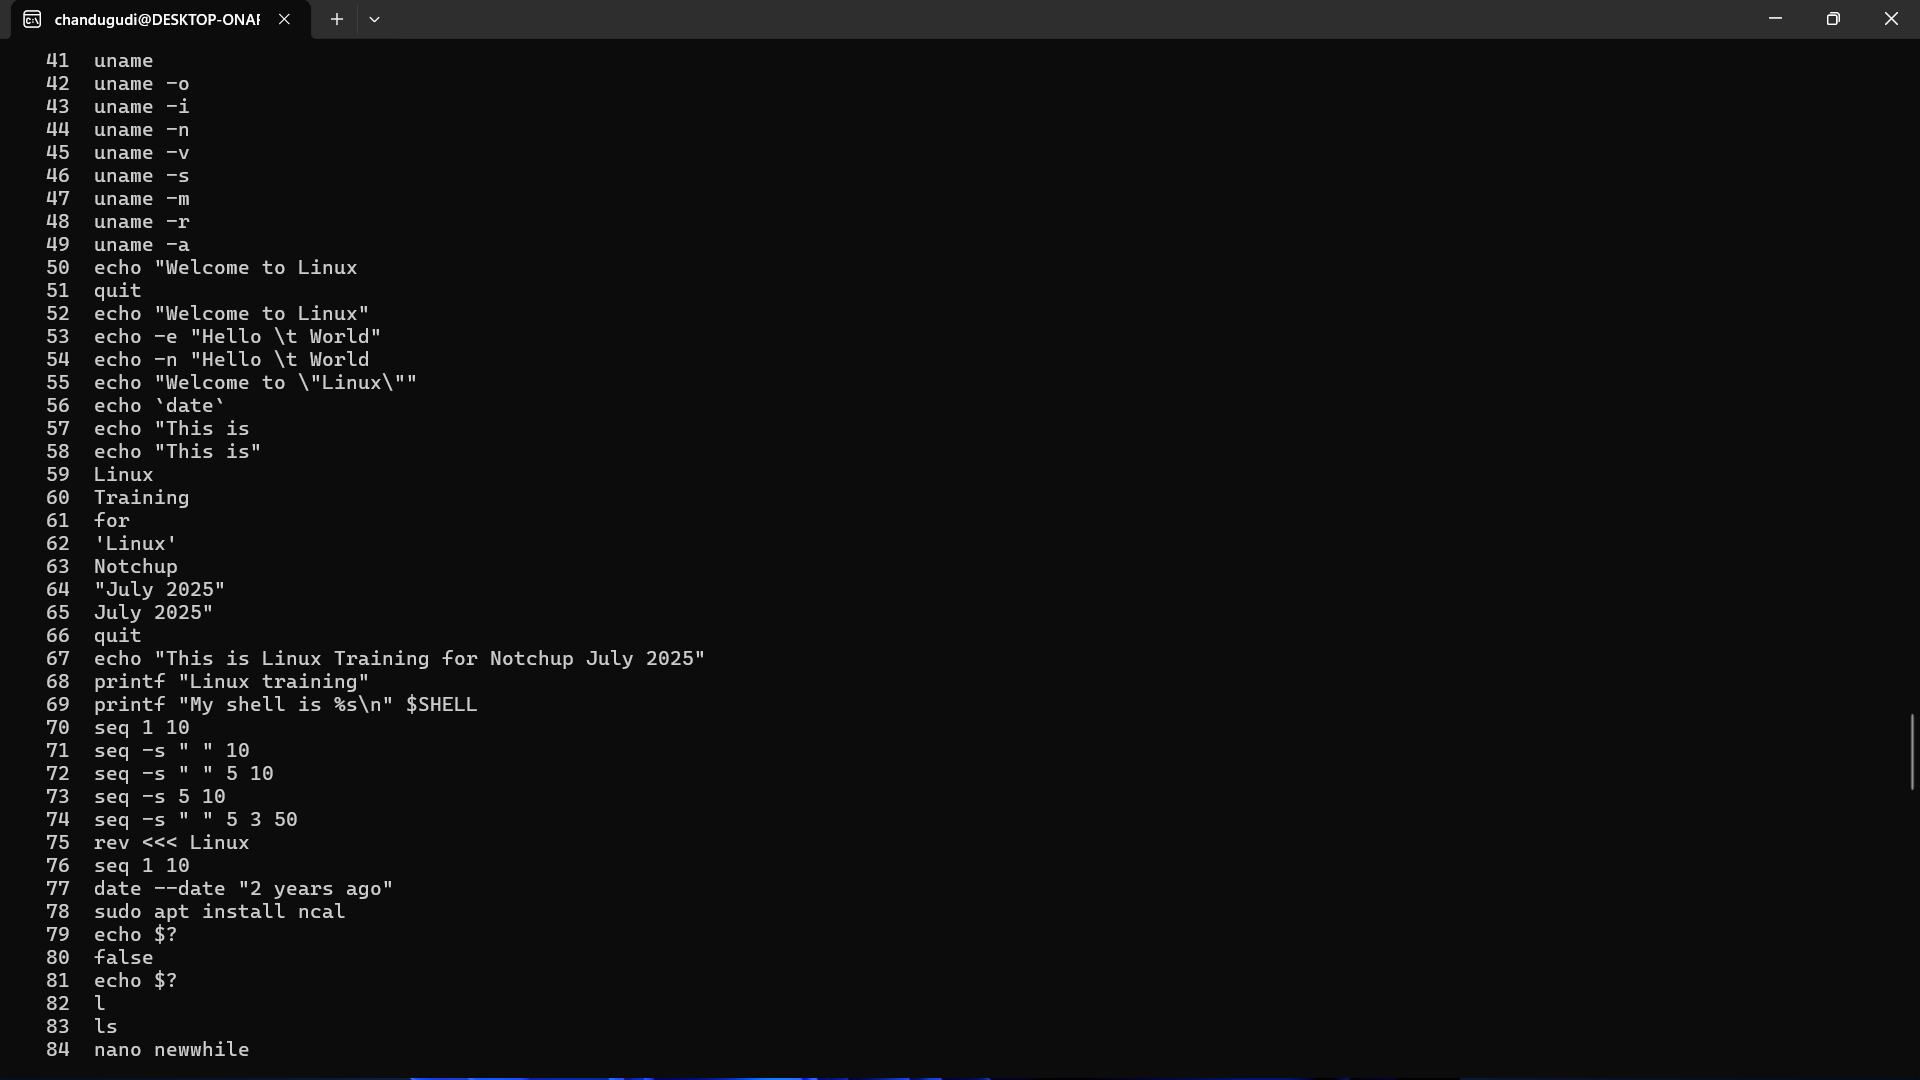 chandugudi@DESKTOP-ONAF
41 uname
42 uname -o
43 uname -i
44 uname -n
45 uname -v
46 uname -s
47 uname -m
48 uname -r
49 uname -a
50 echo "Welcome to Linux
51 quit
52 echo "Welcome to Linux"
53 echo -e "Hello \t World"
54 echo -n "Hello \t World
55 echo "Welcome to \"Linux\""
56 echo `date`
57 echo "This is
58 echo "This is"
59 Linux
60 Training
61 for
62 'Linux'
63 Notchup
64 "July 2025"
65 July 2025"
66 quit
67 echo "This is Linux Training for Notchup July 2025"
68 printf "Linux training"
69 printf "My shell is %s\n" $SHELL
70 seq 1 10
71 seq -s " " 10
72 seq -s " " 5 10
73 seq -s 5 10
74 seq -s " " 5 3 50
75 rev <<< Linux
76 seq 1 10
77 date --date "2 years ago"
78 sudo apt install ncal
79 echo $?
80 false
81 echo $?
82 l
83 ls
84 nano newwhile